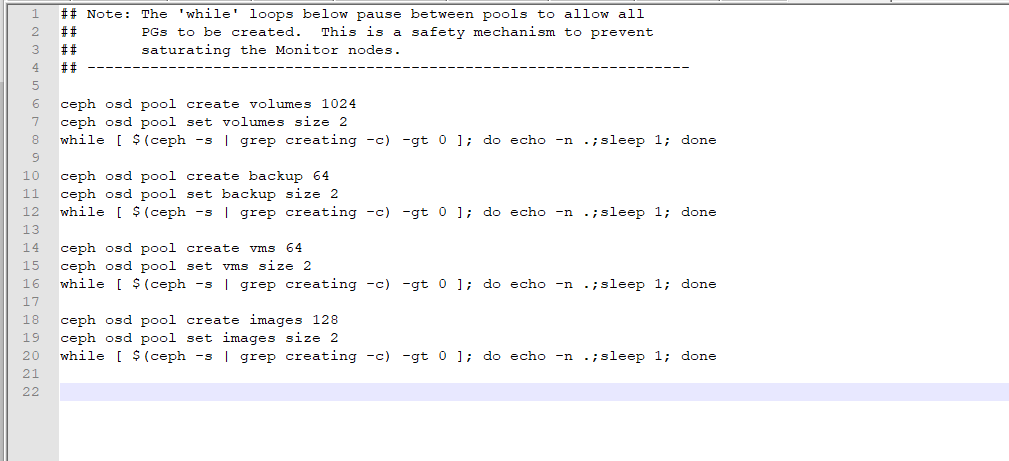 1 ## Note: The 'while' loops below pause between pools to allow all
2 ##       PGs to be created.  This is a safety mechanism to prevent
3 ##       saturating the Monitor nodes.
4 ## -------------------------------------------------------------------
5
6 ceph osd pool create volumes 1024
7 ceph osd pool set volumes size 2
8 while [ $(ceph -s | grep creating -c) -gt 0 ]; do echo -n .;sleep 1; done
9
10 ceph osd pool create backup 64
11 ceph osd pool set backup size 2
12 while [ $(ceph -s | grep creating -c) -gt 0 ]; do echo -n .;sleep 1; done
13
14 ceph osd pool create vms 64
15 ceph osd pool set vms size 2
16 while [ $(ceph -s | grep creating -c) -gt 0 ]; do echo -n .;sleep 1; done
17
18 ceph osd pool create images 128
19 ceph osd pool set images size 2
20 while [ $(ceph -s | grep creating -c) -gt 0 ]; do echo -n .;sleep 1; done
21
22